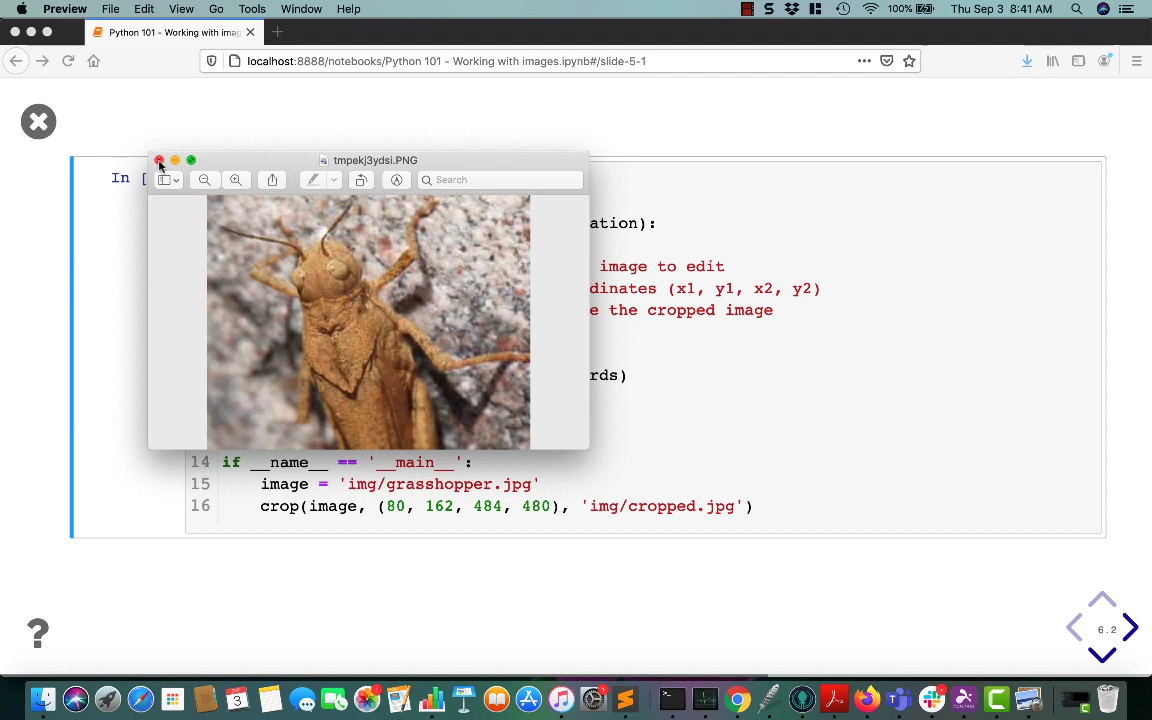 Preview File Edit View Go Tools Window Help 100% Thu Sep 3 8:41 AM
Python 101 - Working with imag
localhost:8888/notebooks/Python 101 - Working with images.ipynb#/slide-5-1
tmpekj3ydsi.PNG
Search
In [
ation):
image to edit
dinates (x1, y1, x2, y2)
e the cropped image
rds)
14 if __name__ == '__main__':
15 image = 'img/grasshopper.jpg'
16 crop(image, (80, 162, 484, 480), 'img/cropped.jpg')
?
6.2